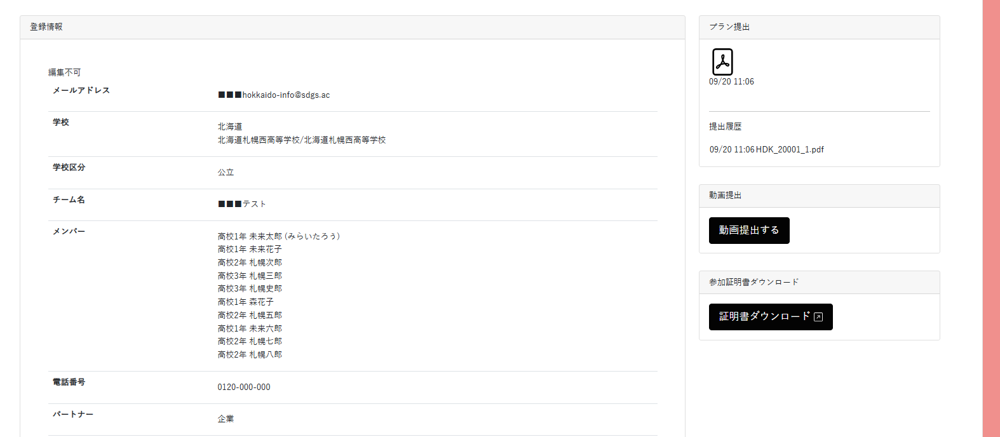 登録情報
編集不可
メールアドレス
■■■hokkaido-info@sdgs.ac
学校
北海道
北海道札幌西高等学校/北海道札幌西高等学校
学校区分
公立
チーム名
■■■テスト
メンバー
高校1年 未来太郎 (みらいたろう)
高校1年 未来花子
高校2年 札幌次郎
高校3年 札幌三郎
高校3年 札幌史郎
高校1年 森花子
高校2年 札幌五郎
高校1年 未来六郎
高校2年 札幌七郎
高校2年 札幌八郎
電話番号
0120-000-000
パートナー
企業
プラン提出
09/20 11:06
提出履歴
09/20 11:06 HDK_20001_1.pdf
動画提出
動画提出する
参加証明書ダウンロード
証明書ダウンロード